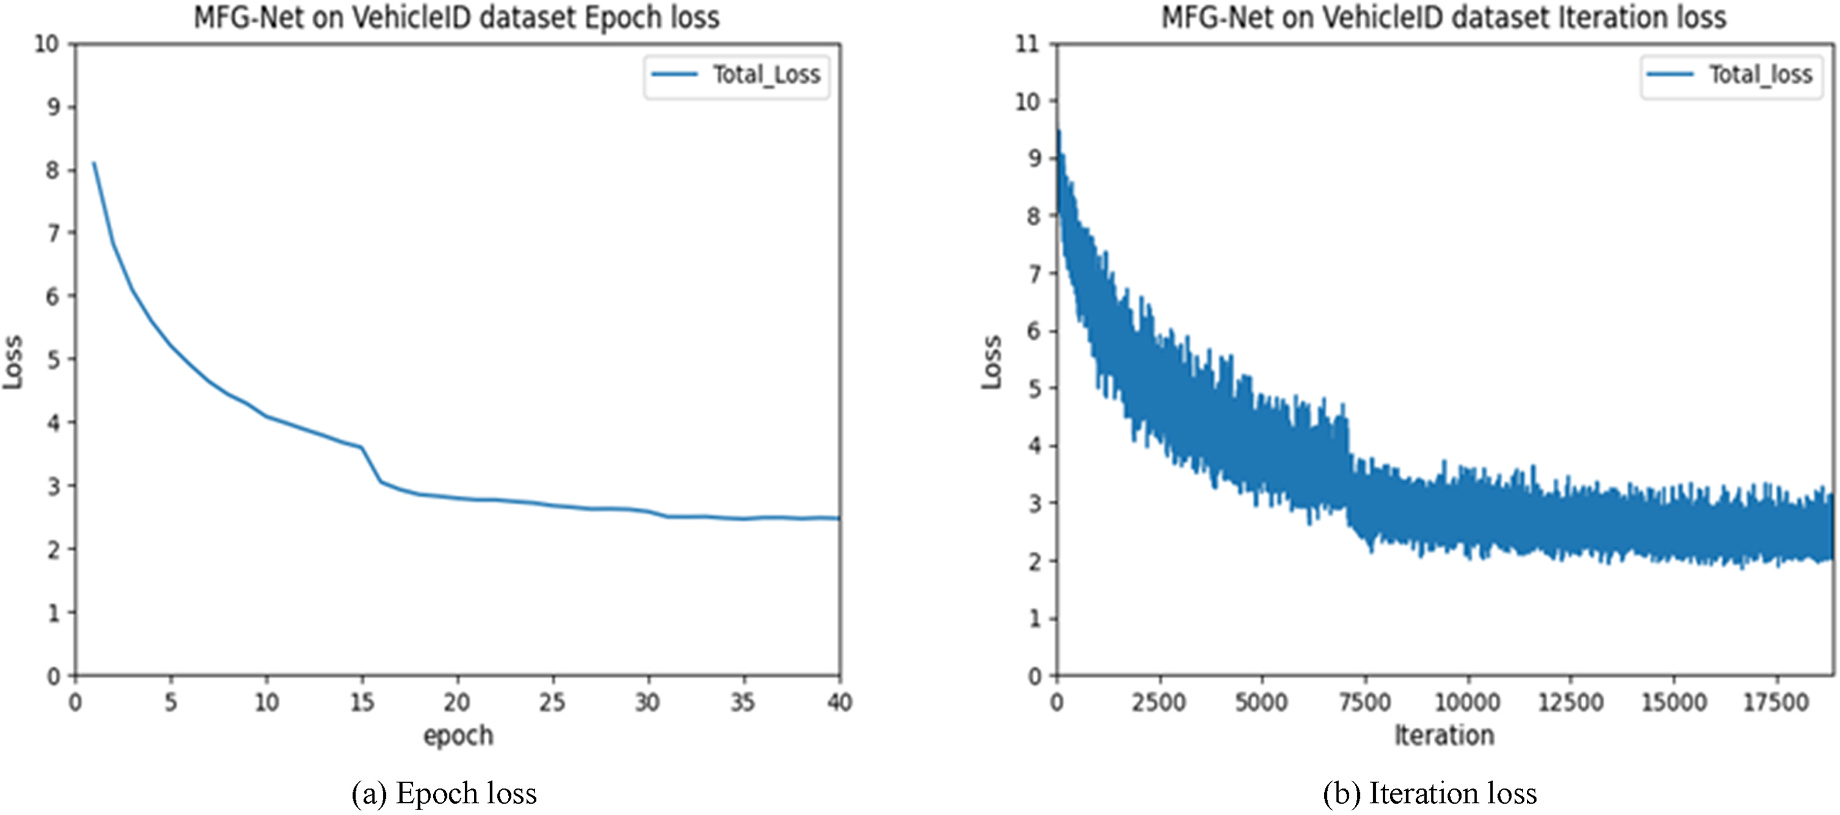 MFG-Net on VehicleID dataset Epoch loss
10
9
8
7
6
5
4
3
2
1
0
Loss
Total_Loss
0 5 10 15 20 25 30 35 40
epoch
(a) Epoch loss
MFG-Net on VehicleID dataset Iteration loss
11
10
9
8
7
6
5
4
3
2
1
0
Loss
Total_loss
0 2500 5000 7500 10000 12500 15000 17500
Iteration
(b) Iteration loss